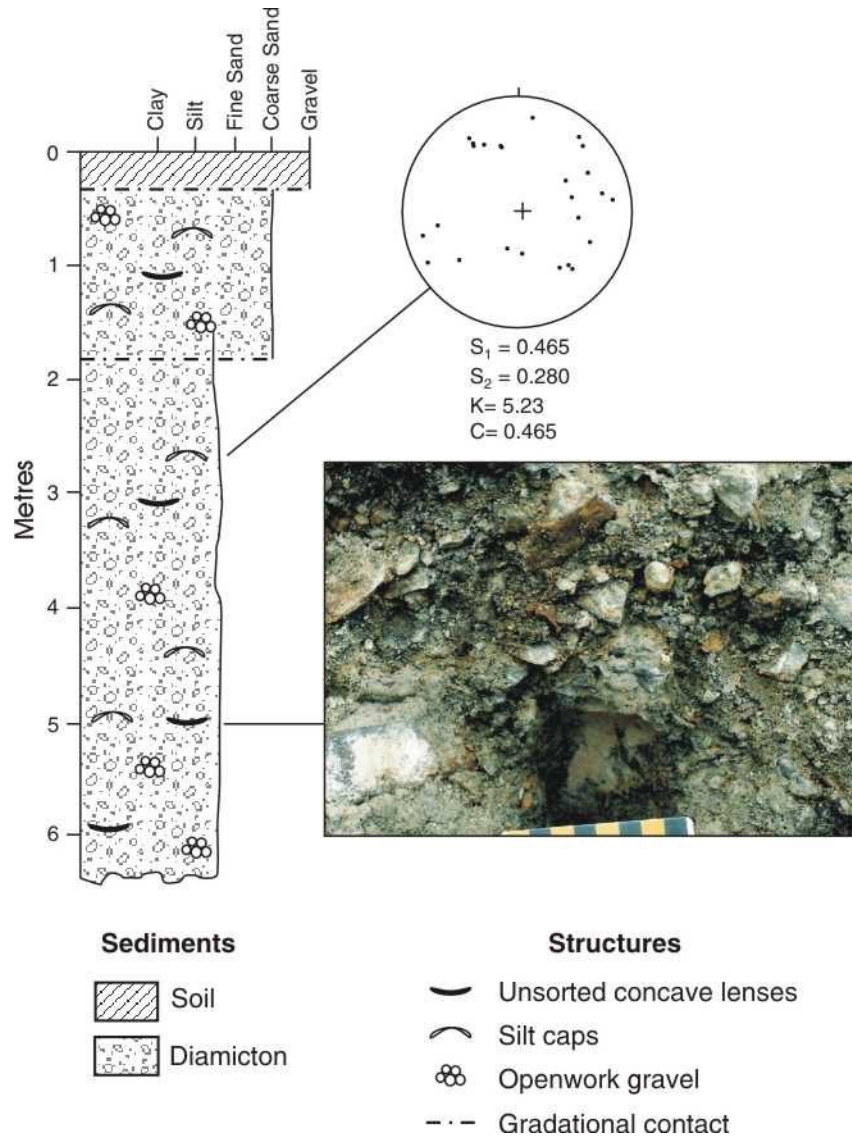 Clay
Silt
Fine Sand
Coarse Sand
Gravel
0
1
2
3
4
5
6
Metres
S₁ = 0.465
S₂ = 0.280
K= 5.23
C= 0.465
Sediments
Soil
Diamicton
Structures
Unsorted concave lenses
Silt caps
Openwork gravel
Gradational contact